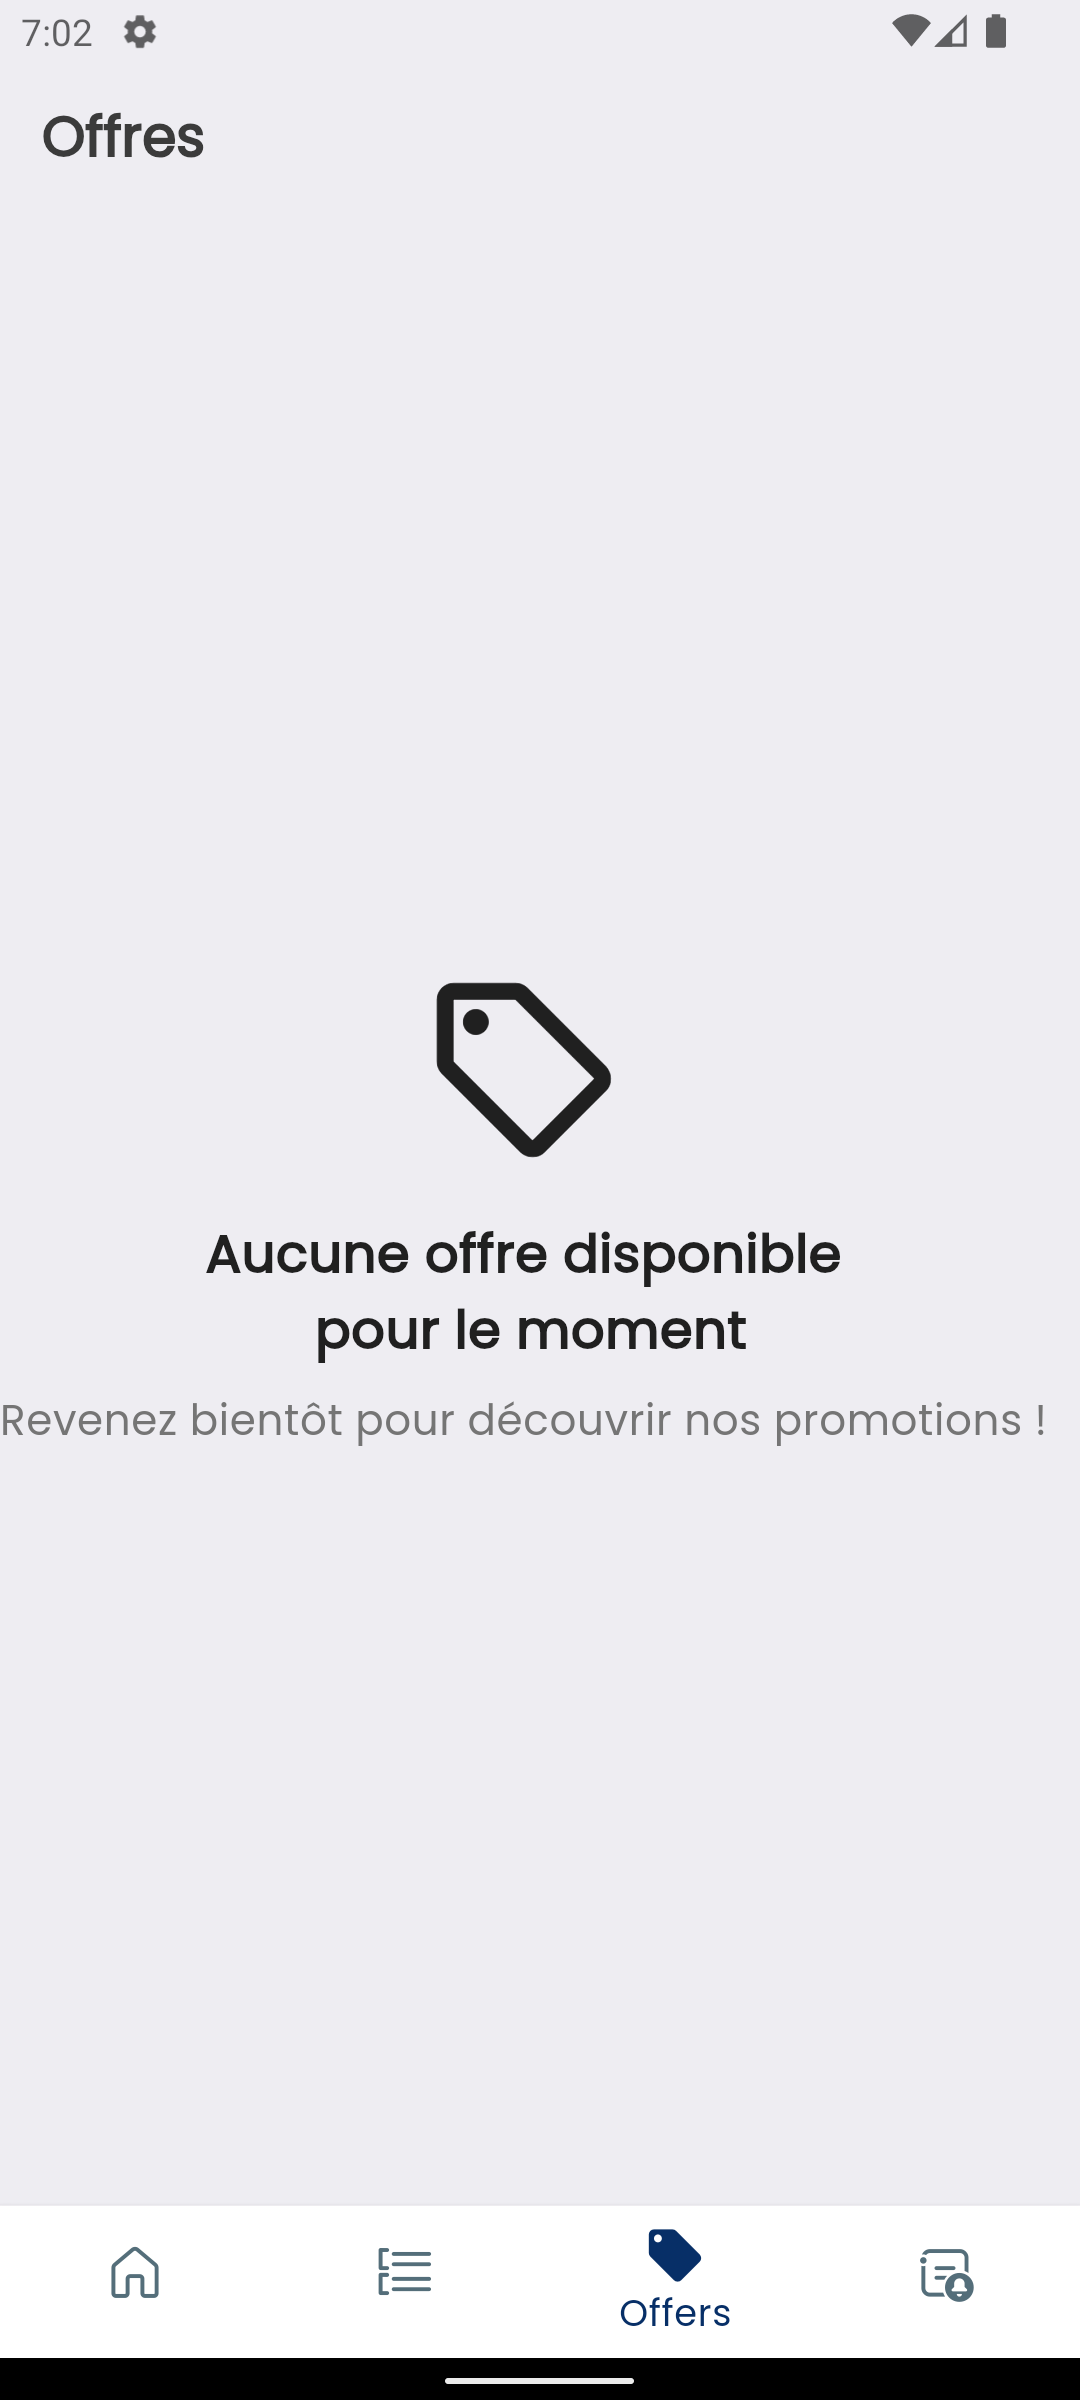 7:02
Offres
Aucune offre disponible
pour le moment
Revenez bientôt pour découvrir nos promotions !
Offers